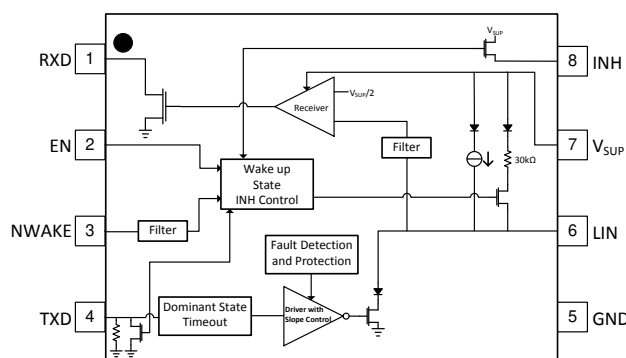 RXD 1
EN 2
NWAKE 3
TXD 4
8 INH
7 VSUP
6 LIN
5 GND
VSUP
Receiver
VSUP/2
Filter
30kΩ
Wake up
State
INH Control
Filter
Fault Detection
and Protection
Dominant State
Timeout
Driver with
Slope Control